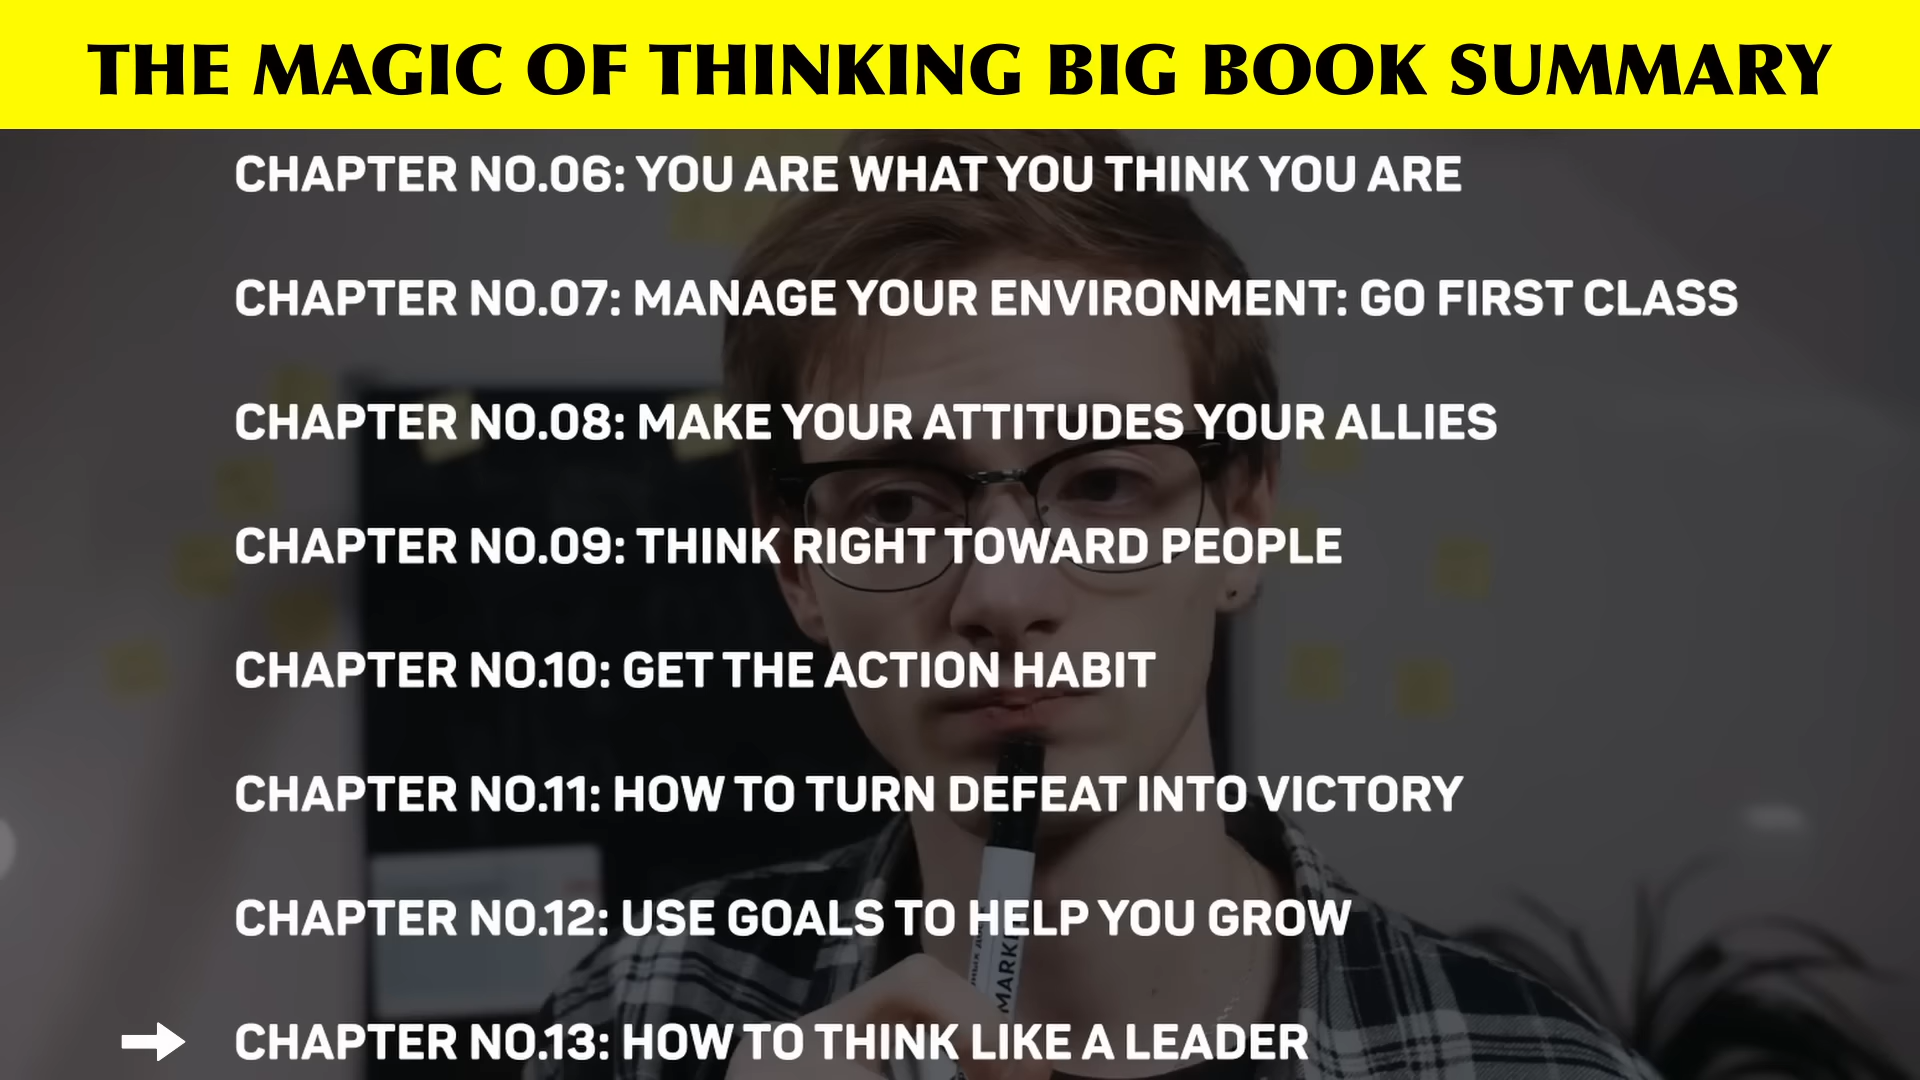 THE MAGIC OF THINKING BIG BOOK SUMMARY
CHAPTER NO.06: YOU ARE WHAT YOU THINK YOU ARE
CHAPTER NO.07: MANAGE YOUR ENVIRONMENT: GO FIRST CLASS
CHAPTER NO.08: MAKE YOUR ATTITUDES YOUR ALLIES
CHAPTER NO.09: THINK RIGHT TOWARD PEOPLE
CHAPTER NO.10: GET THE ACTION HABIT
CHAPTER NO.11: HOW TO TURN DEFEAT INTO VICTORY
CHAPTER NO.12: USE GOALS TO HELP YOU GROW
CHAPTER NO.13: HOW TO THINK LIKE A LEADER